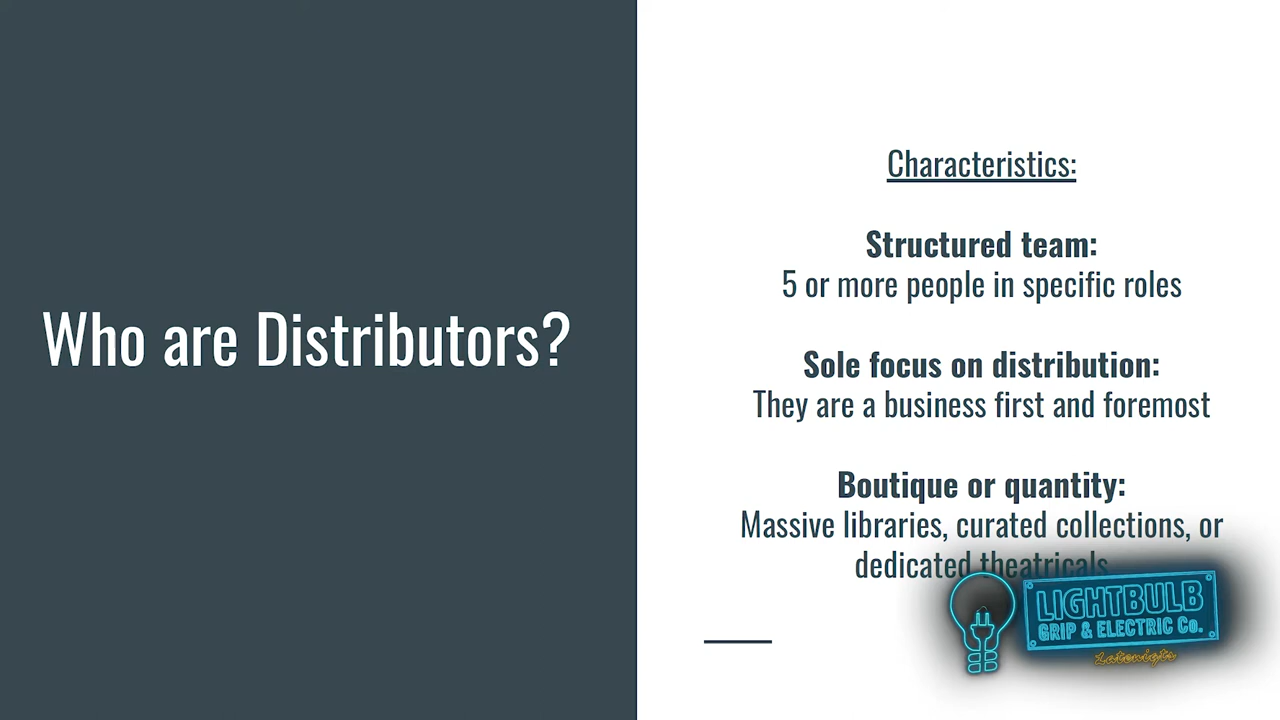 Who are Distributors?
Characteristics:
Structured team:
5 or more people in specific roles
Sole focus on distribution:
They are a business first and foremost
Boutique or quantity:
Massive libraries, curated collections, or
dedicated theatricals
LIGHTBULB
GRIP & ELECTRIC Co.